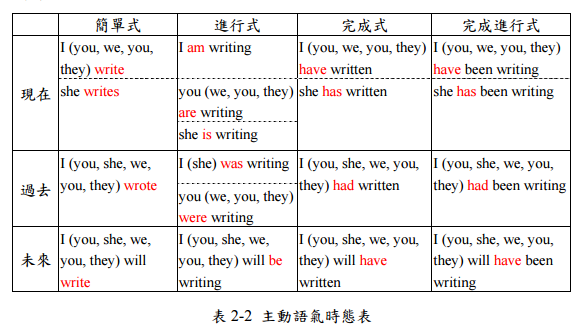 簡單式 進行式 完成式 完成進行式
現在
I (you, we, you,
they) write
she writes
I am writing
you (we, you, they)
are writing
she is writing
I (you, we, you, they)
have written
she has written
I (you, we, you, they)
have been writing
she has been writing
過去
I (you, she, we,
you, they) wrote
I (she) was writing
you (we, you, they)
were writing
I (you, she, we, you,
they) had written
I (you, she, we, you,
they) had been writing
未來
I (you, she, we,
you, they) will
write
I (you, she, we,
you, they) will be
writing
I (you, she, we, you,
they) will have
written
I (you, she, we, you,
they) will have been
writing
表 2-2 主動語氣時態表